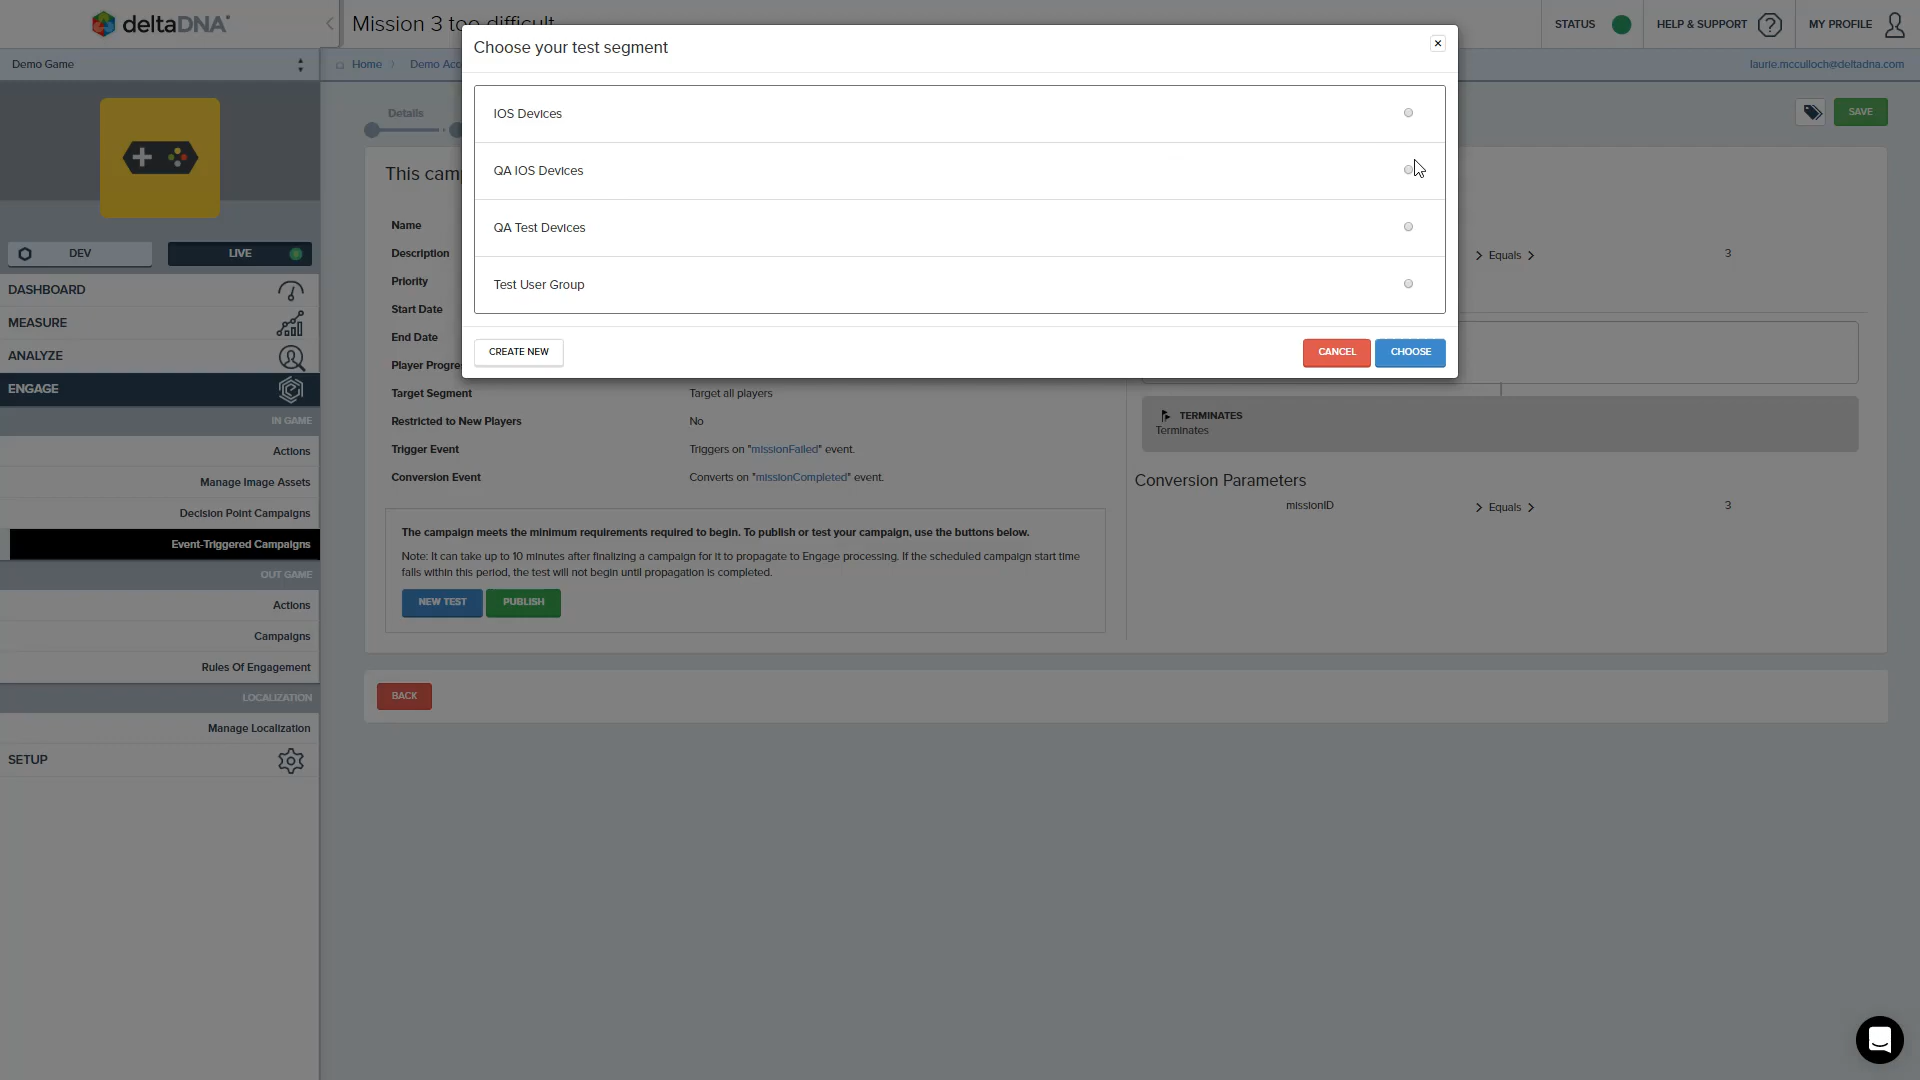 deltaDNA
Mission 3 too difficult
STATUS
HELP & SUPPORT
MY PROFILE
Demo Game
Home
Demo Acc
laurie.mcculloch@deltadna.com
Choose your test segment
IOS Devices
QA IOS Devices
QA Test Devices
Test User Group
CREATE NEW
CANCEL
CHOOSE
Details
SAVE
This camp
DEV
LIVE
DASHBOARD
MEASURE
ANALYZE
ENGAGE
IN GAME
Actions
Manage Image Assets
Decision Point Campaigns
Event-Triggered Campaigns
OUT GAME
Actions
Campaigns
Rules Of Engagement
LOCALIZATION
Manage Localization
SETUP
Name
Description
Priority
Start Date
End Date
Player Progre
Target Segment
Target all players
Restricted to New Players
No
Trigger Event
Triggers on "missionFailed" event.
Conversion Event
Converts on "missionCompleted" event.
The campaign meets the minimum requirements required to begin. To publish or test your campaign, use the buttons below.
Note: It can take up to 10 minutes after finalizing a campaign for it to propagate to Engage processing. If the scheduled campaign start time
falls within this period, the test will not begin until propagation is completed.
NEW TEST
PUBLISH
BACK
Equals
3
TERMINATES
Terminates
Conversion Parameters
missionID
Equals
3